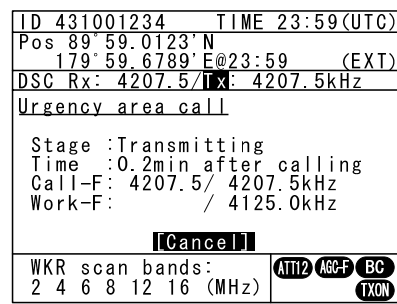 ID 431001234 TIME 23:59(UTC)
Pos 89°59.0123'N
179°59.6789'E@23:59 (EXT)
DSC Rx: 4207.5/Tx: 4207.5kHz
Urgency area call
Stage :Transmitting
Time :0.2min after calling
Call-F: 4207.5/ 4207.5kHz
Work-F: / 4125.0kHz
[Cancel]
WKR scan bands:
2 4 6 8 12 16 (MHz)
ATT12 AGC-F BC
TXON